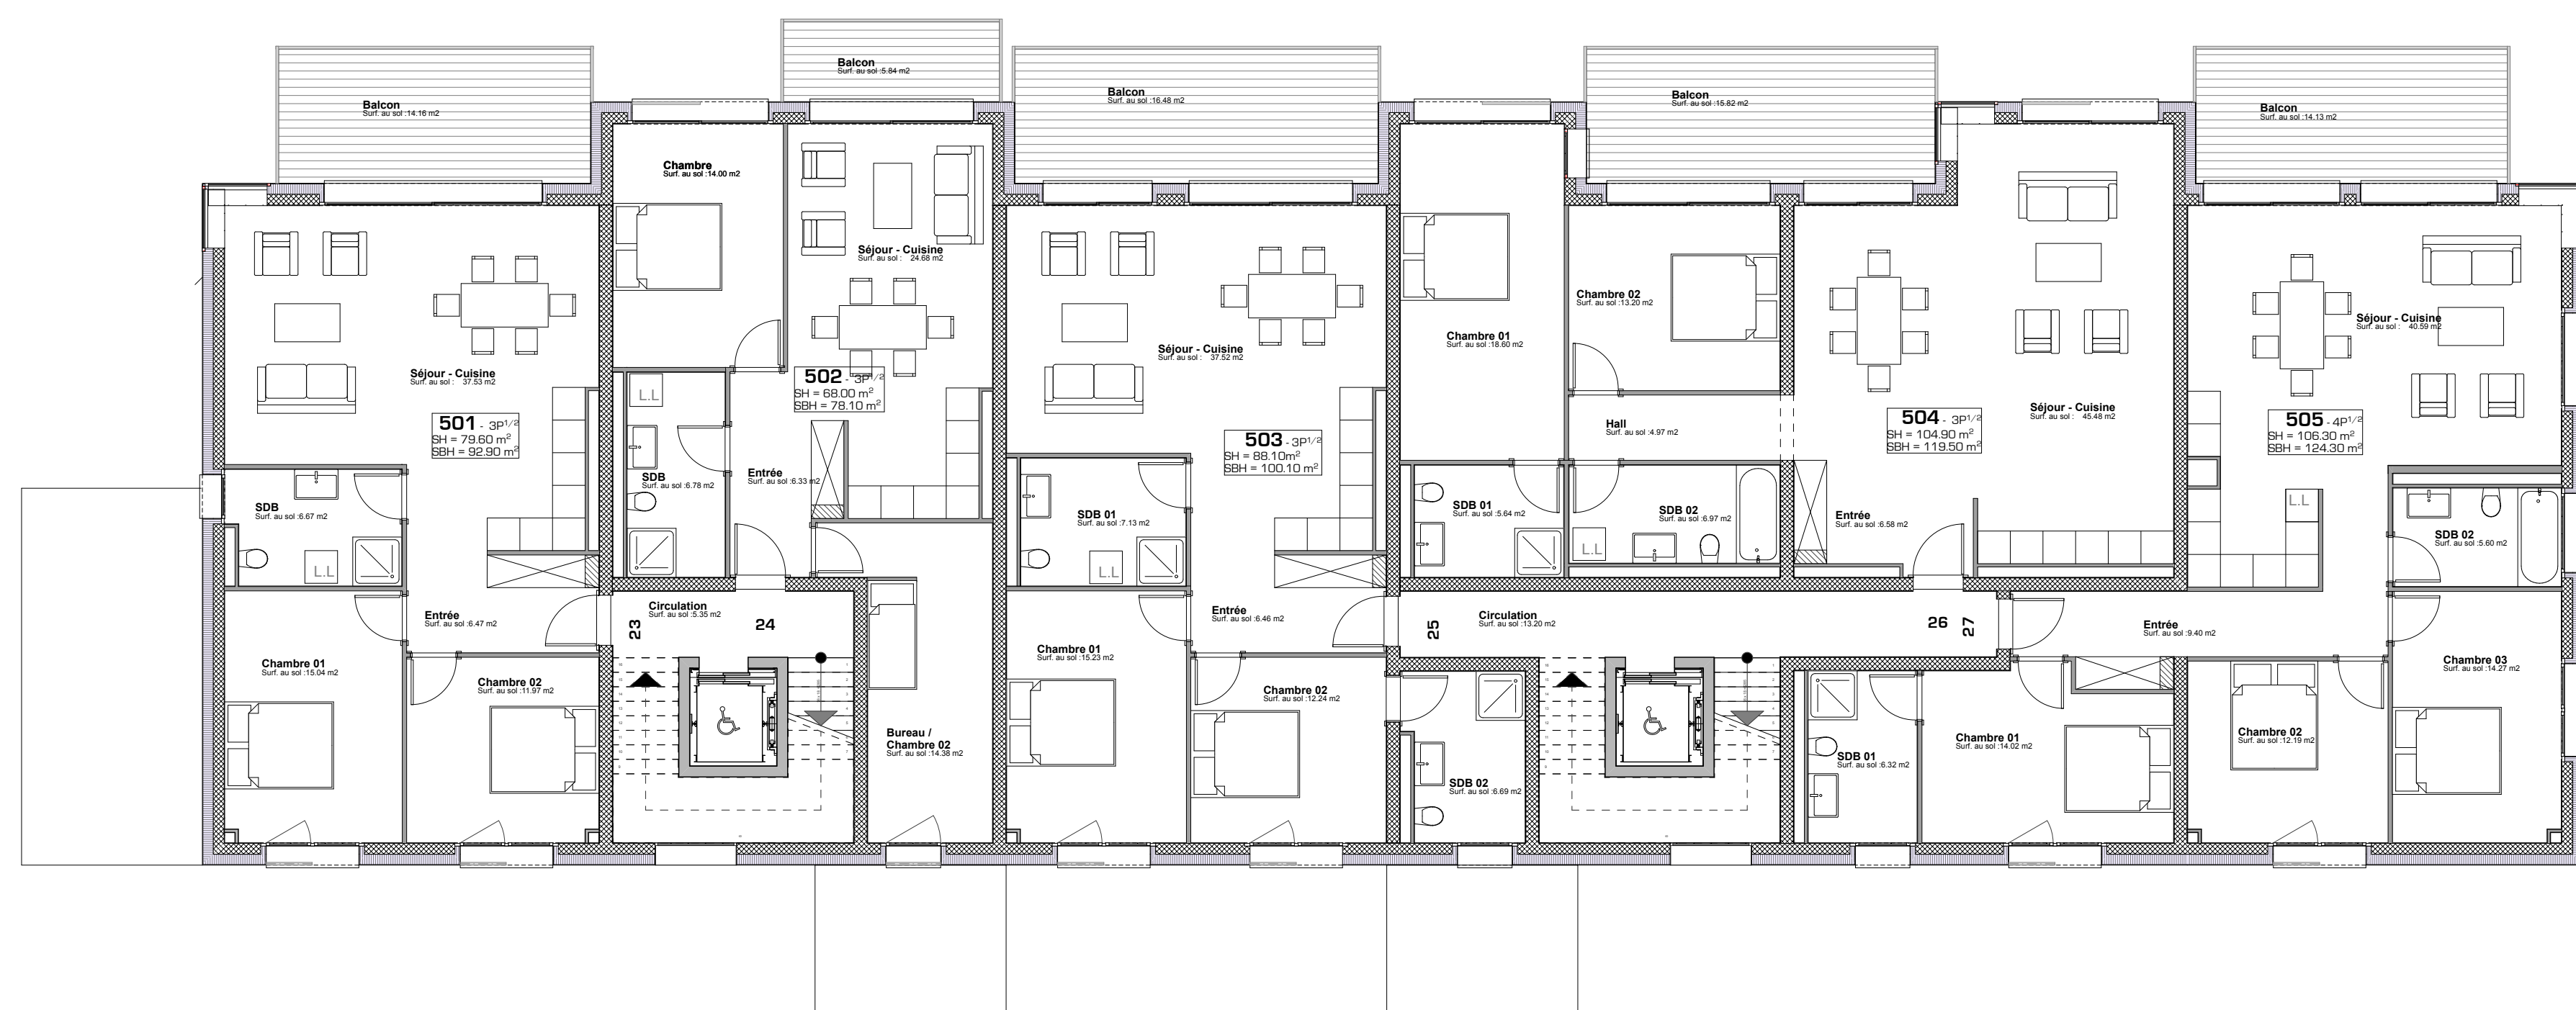 Balcon
Surf. au sol :14.16 m2
Balcon
Surf. au sol :5.84 m2
Balcon
Surf. au sol :16.48 m2
Balcon
Surf. au sol :15.82 m2
Balcon
Surf. au sol :14.13 m2
Séjour - Cuisine
Surf. au sol : 37.53 m2
501 - 3P1/2
SH = 79.60 m2
SBH = 92.90 m2
SDB
Surf. au sol :6.67 m2
L.L
Entrée
Surf. au sol :6.47 m2
Chambre 01
Surf. au sol :15.04 m2
Chambre 02
Surf. au sol :11.97 m2
Chambre
Surf. au sol :14.00 m2
Séjour - Cuisine
Surf. au sol : 24.68 m2
502 - 3P1/2
SH = 68.00 m2
SBH = 78.10 m2
L.L
SDB
Surf. au sol :6.78 m2
Entrée
Surf. au sol :6.33 m2
Circulation
Surf. au sol :5.35 m2
23
24
Bureau /
Chambre 02
Surf. au sol :14.38 m2
Séjour - Cuisine
Surf. au sol : 37.52 m2
503 - 3P1/2
SH = 88.10m2
SBH = 100.10 m2
SDB 01
Surf. au sol :7.13 m2
L.L
Entrée
Surf. au sol :6.46 m2
Chambre 01
Surf. au sol :15.23 m2
Chambre 02
Surf. au sol :12.24 m2
SDB 02
Surf. au sol :6.69 m2
Chambre 01
Surf. au sol :18.60 m2
Chambre 02
Surf. au sol :13.20 m2
Hall
Surf. au sol :4.97 m2
SDB 01
Surf. au sol :5.64 m2
SDB 02
Surf. au sol :6.97 m2
L.L
504 - 3P1/2
SH = 104.90 m2
SBH = 119.50 m2
Séjour - Cuisine
Surf. au sol : 45.48 m2
Entrée
Surf. au sol :6.58 m2
25
Circulation
Surf. au sol :13.20 m2
26
27
Séjour - Cuisine
Surf. au sol : 40.59 m2
505 - 4P1/2
SH = 106.30 m2
SBH = 124.30 m2
L.L
SDB 02
Surf. au sol :5.60 m2
Entrée
Surf. au sol :9.40 m2
SDB 01
Surf. au sol :6.32 m2
Chambre 01
Surf. au sol :14.02 m2
Chambre 02
Surf. au sol :12.19 m2
Chambre 03
Surf. au sol :14.27 m2